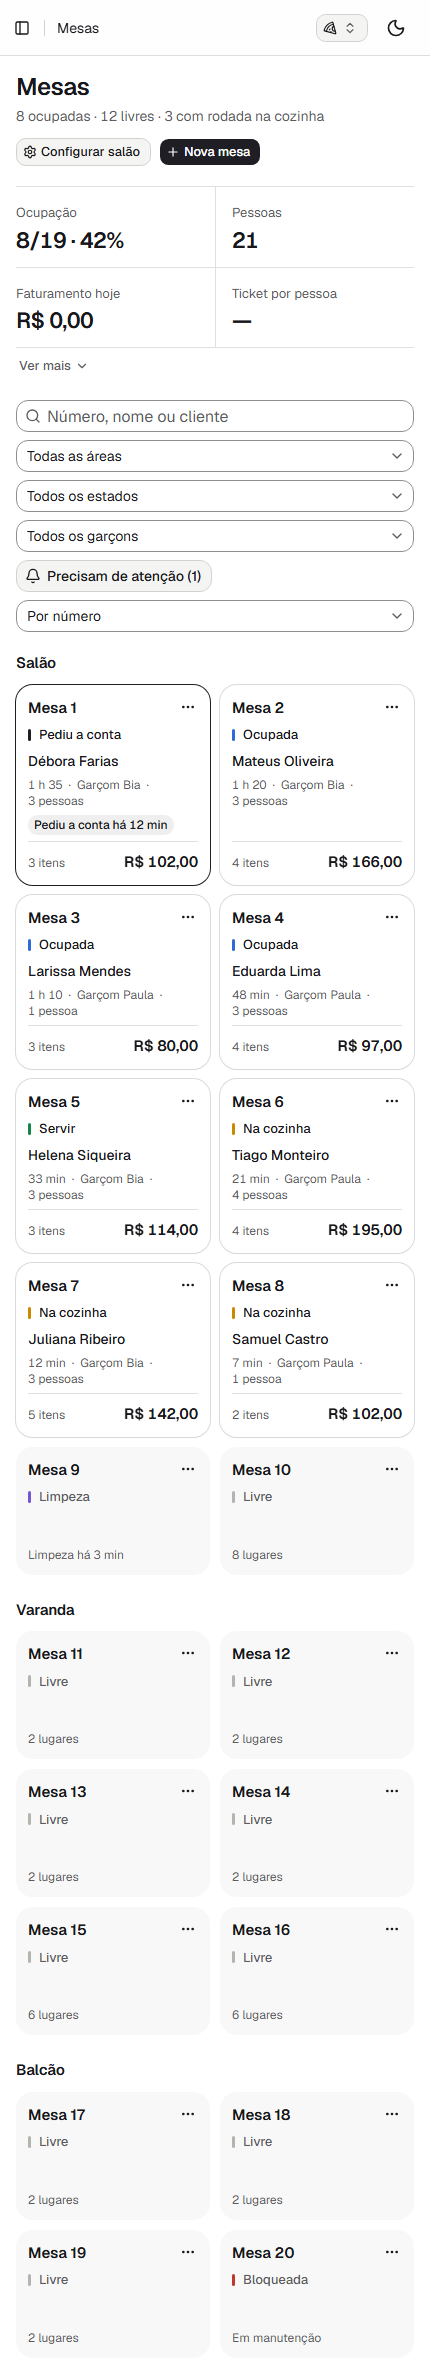 Mesas
Mesas
8 ocupadas · 12 livres · 3 com rodada na cozinha
Configurar salão
Nova mesa
Ocupação
8/19 · 42%
Pessoas
21
Faturamento hoje
R$ 0,00
Ticket por pessoa
—
Ver mais
Número, nome ou cliente
Todas as áreas
Todos os estados
Todos os garçons
Precisam de atenção (1)
Por número
Salão
Mesa 1
Pediu a conta
Débora Farias
1 h 35 · Garçom Bia ·
3 pessoas
Pediu a conta há 12 min
3 itens
R$ 102,00
Mesa 2
Ocupada
Mateus Oliveira
1 h 20 · Garçom Bia ·
3 pessoas
4 itens
R$ 166,00
Mesa 3
Ocupada
Larissa Mendes
1 h 10 · Garçom Paula ·
1 pessoa
3 itens
R$ 80,00
Mesa 4
Ocupada
Eduarda Lima
48 min · Garçom Paula ·
3 pessoas
4 itens
R$ 97,00
Mesa 5
Servir
Helena Siqueira
33 min · Garçom Bia ·
3 pessoas
3 itens
R$ 114,00
Mesa 6
Na cozinha
Tiago Monteiro
21 min · Garçom Paula ·
4 pessoas
4 itens
R$ 195,00
Mesa 7
Na cozinha
Juliana Ribeiro
12 min · Garçom Bia ·
3 pessoas
5 itens
R$ 142,00
Mesa 8
Na cozinha
Samuel Castro
7 min · Garçom Paula ·
1 pessoa
2 itens
R$ 102,00
Mesa 9
Limpeza
Limpeza há 3 min
Mesa 10
Livre
8 lugares
Varanda
Mesa 11
Livre
2 lugares
Mesa 12
Livre
2 lugares
Mesa 13
Livre
2 lugares
Mesa 14
Livre
2 lugares
Mesa 15
Livre
6 lugares
Mesa 16
Livre
6 lugares
Balcão
Mesa 17
Livre
2 lugares
Mesa 18
Livre
2 lugares
Mesa 19
Livre
2 lugares
Mesa 20
Bloqueada
Em manutenção